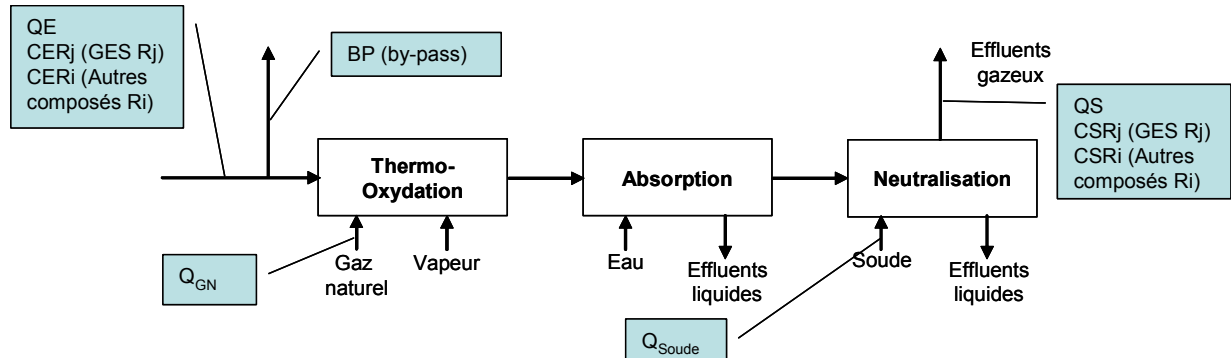 QE
CERj (GES Rj)
CERi (Autres
composés Ri)
BP (by-pass)
Effluents
gazeux
QS
CSRj (GES Rj)
CSRi (Autres
composés Ri)
Thermo-
Oxydation
Absorption
Neutralisation
Gaz
naturel
Vapeur
Eau
Effluents
liquides
Soude
Effluents
liquides
QGN
QSoude